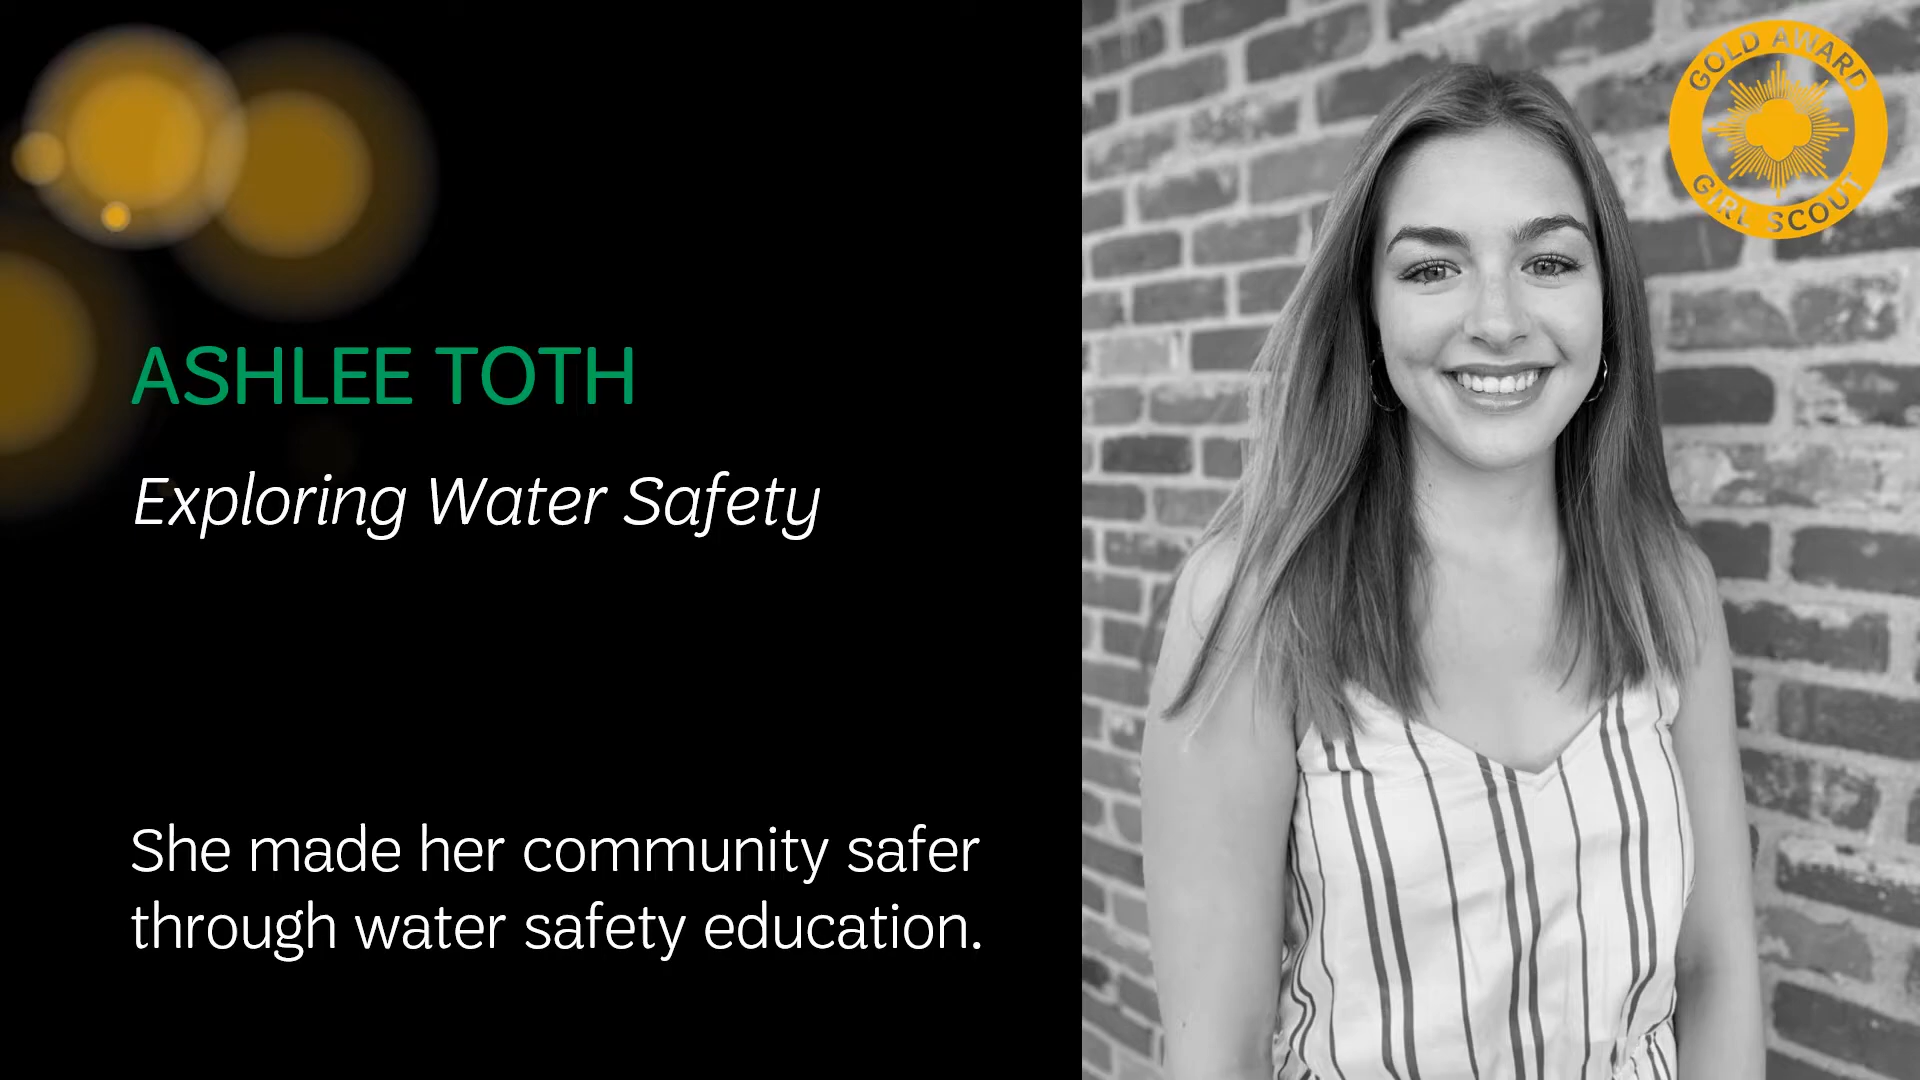 GOLD AWARD
GIRL SCOUT
ASHLEE TOTH
Exploring Water Safety
She made her community safer
through water safety education.